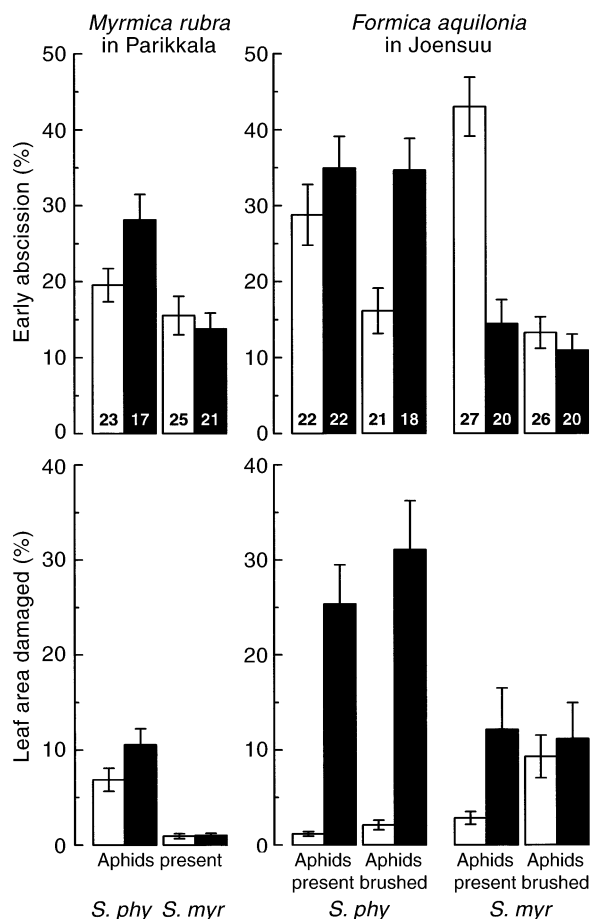 Myrmica rubra
in Parikkala
Formica aquilonia
in Joensuu
Early abscission (%)
50
40
30
20
10
0
23 17 25 21
50
40
30
20
10
0
22 22 21 18 27 20 26 20
Leaf area damaged (%)
40
30
20
10
0
40
30
20
10
0
Aphids present
Aphids Aphids
present brushed
Aphids Aphids
present brushed
S. phy S. myr
S. phy
S. myr